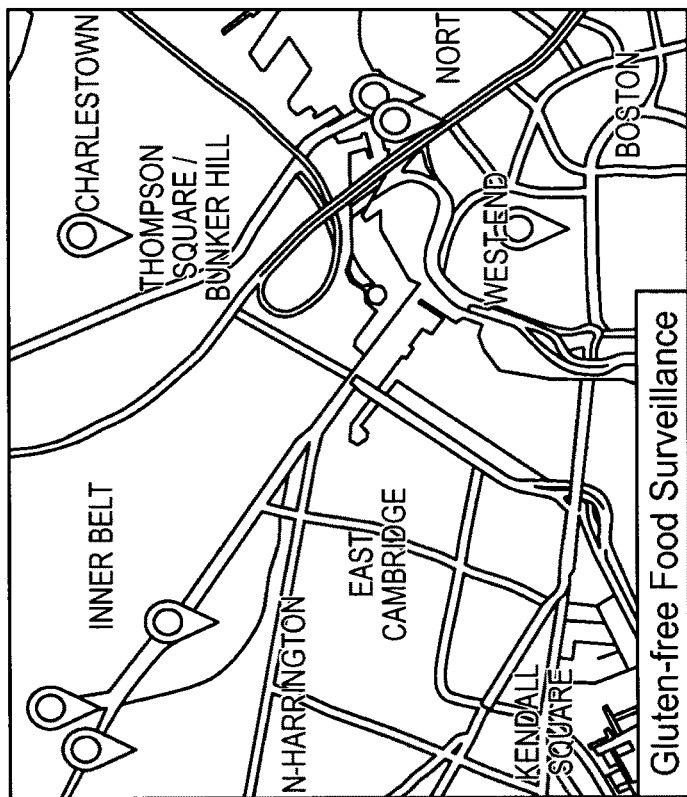 CHARLESTOWN
INNER BELT
THOMPSON
SQUARE /
BUNKER HILL
N-HARRINGTON
EAST
CAMBRIDGE
NORT
WEST END
KENDALL
SQUARE
BOSTON
Gluten-free Food Surveillance